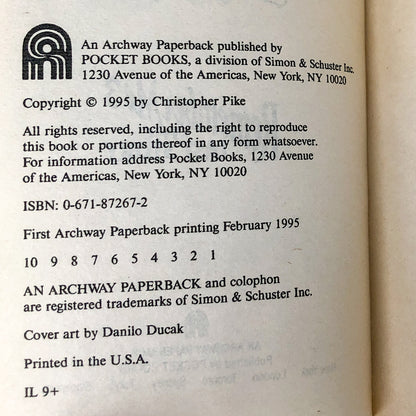 An Archway Paperback published by
POCKET BOOKS, a division of Simon & Schuster Inc.
1230 Avenue of the Americas, New York, NY 10020
Copyright © 1995 by Christopher Pike
All rights reserved, including the right to reproduce
this book or portions thereof in any form whatsoever.
For information address Pocket Books, 1230 Avenue
of the Americas, New York, NY 10020
ISBN: 0-671-87267-2
First Archway Paperback printing February 1995
10 9 8 7 6 5 4 3 2 1
AN ARCHWAY PAPERBACK and colophon
are registered trademarks of Simon & Schuster Inc.
Cover art by Danilo Ducak
Printed in the U.S.A.
IL 9+